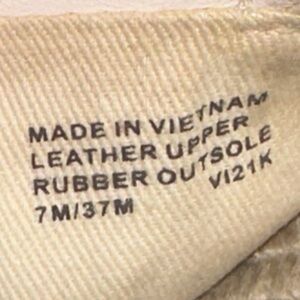 MADE IN VIETNAM
LEATHER UPPER
RUBBER OUTSOLE
7M/37M VI21K